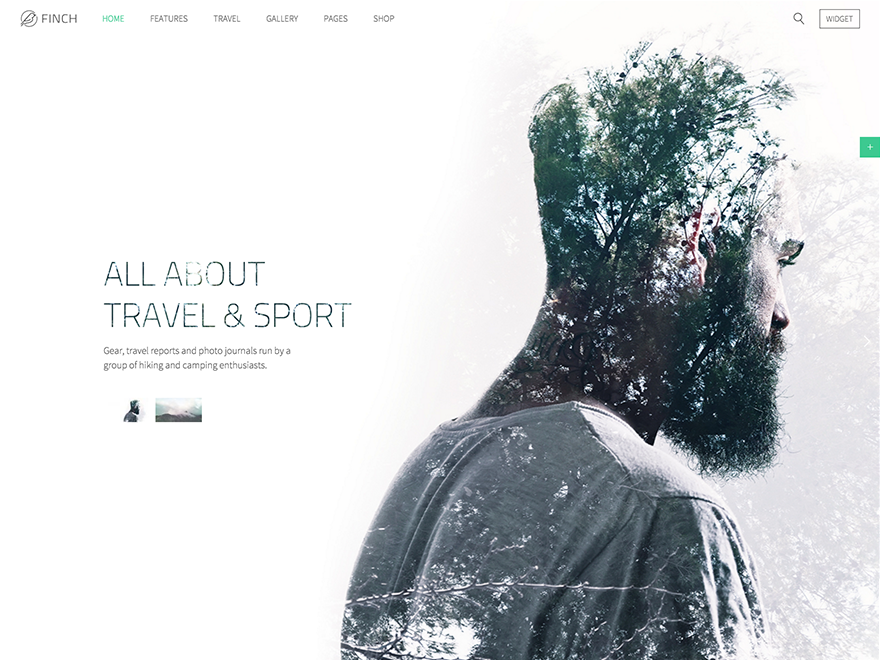 FINCH
HOME FEATURES TRAVEL GALLERY PAGES SHOP
WIDGET
+
ALL ABOUT
TRAVEL & SPORT
Gear, travel reports and photo journals run by a
group of hiking and camping enthusiasts.